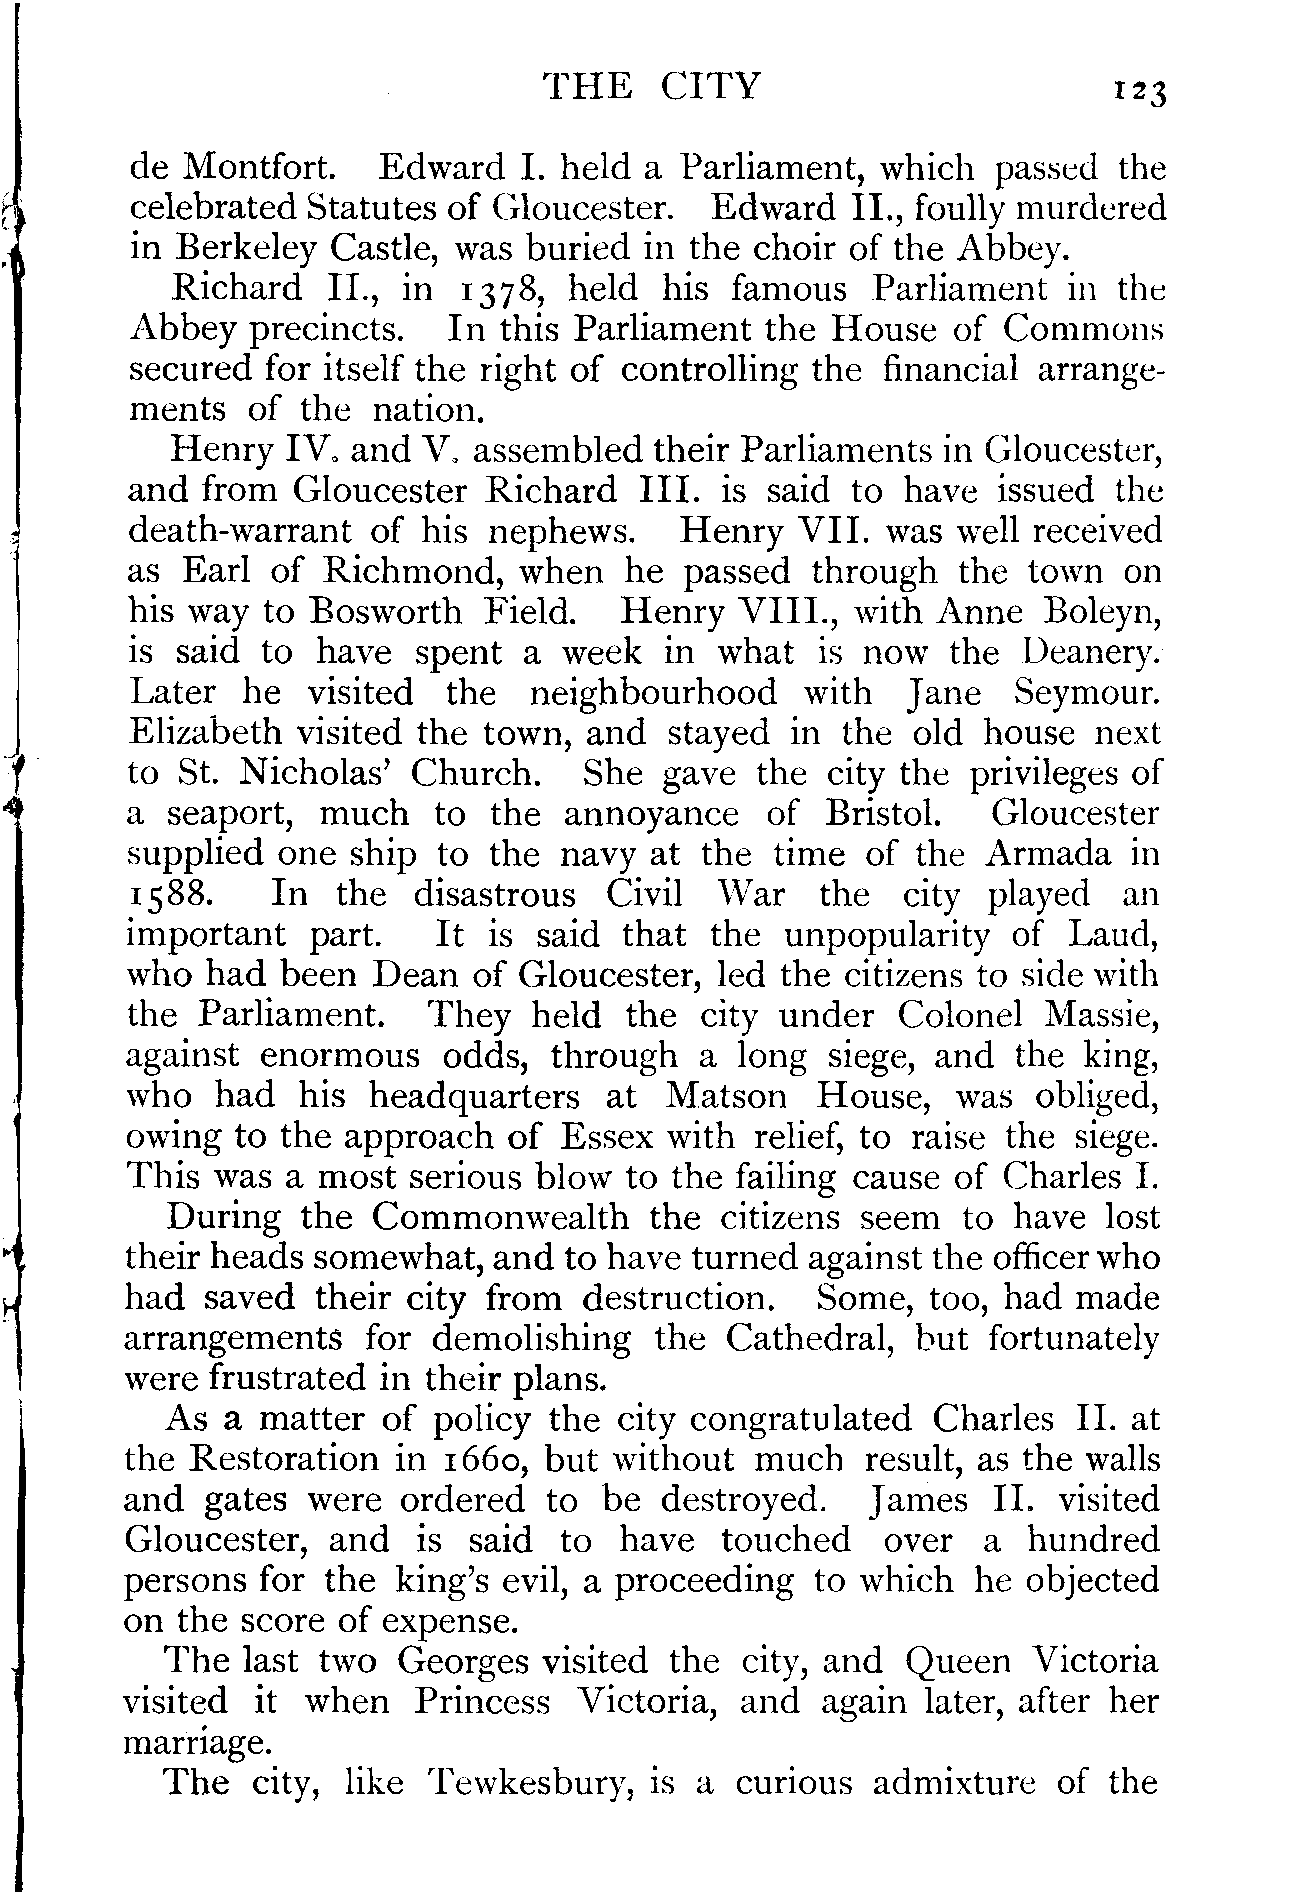 THE CITY 123
de Montfort. Edward I. held a Parliament, which passed the
celebrated Statutes of Gloucester. Edward II., foully murdered
in Berkeley Castle, was buried in the choir of the Abbey.
Richard II., in 1378, held his famous Parliament in the
Abbey precincts. In this Parliament the House of Commons
secured for itself the right of controlling the financial arrange-
ments of the nation.
Henry IV. and V. assembled their Parliaments in Gloucester,
and from Gloucester Richard III. is said to have issued the
death-warrant of his nephews. Henry VII. was well received
as Earl of Richmond, when he passed through the town on
his way to Bosworth Field. Henry VIII., with Anne Boleyn,
is said to have spent a week in what is now the Deanery.
Later he visited the neighbourhood with Jane Seymour.
Elizabeth visited the town, and stayed in the old house next
to St. Nicholas' Church. She gave the city the privileges of
a seaport, much to the annoyance of Bristol. Gloucester
supplied one ship to the navy at the time of the Armada in
1588. In the disastrous Civil War the city played an
important part. It is said that the unpopularity of Laud,
who had been Dean of Gloucester, led the citizens to side with
the Parliament. They held the city under Colonel Massie,
against enormous odds, through a long siege, and the king,
who had his headquarters at Matson House, was obliged,
owing to the approach of Essex with relief, to raise the siege.
This was a most serious blow to the failing cause of Charles I.
During the Commonwealth the citizens seem to have lost
their heads somewhat, and to have turned against the officer who
had saved their city from destruction. Some, too, had made
arrangements for demolishing the Cathedral, but fortunately
were frustrated in their plans.
As a matter of policy the city congratulated Charles II. at
the Restoration in 1660, but without much result, as the walls
and gates were ordered to be destroyed. James II. visited
Gloucester, and is said to have touched over a hundred
persons for the king's evil, a proceeding to which he objected
on the score of expense.
The last two Georges visited the city, and Queen Victoria
visited it when Princess Victoria, and again later, after her
marriage.
The city, like Tewkesbury, is a curious admixture of the